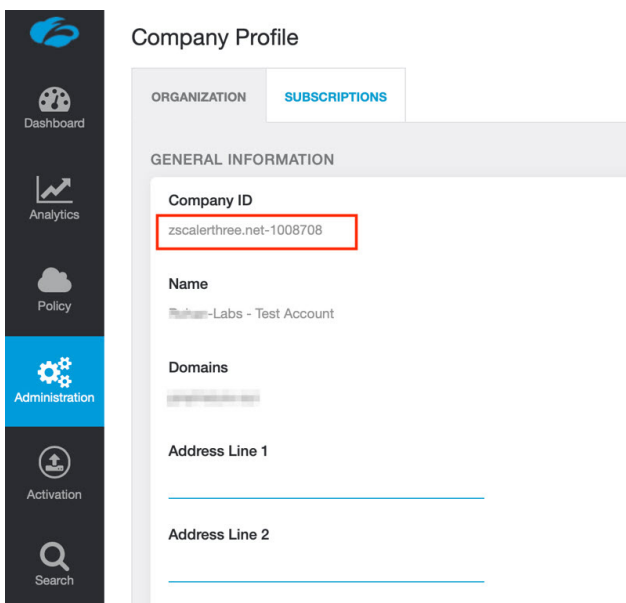 Company Profile
Dashboard
Analytics
Policy
Administration
Activation
Search
ORGANIZATION
SUBSCRIPTIONS
GENERAL INFORMATION
Company ID
zscalerthree.net-1008708
Name
-Labs - Test Account
Domains
Address Line 1
Address Line 2